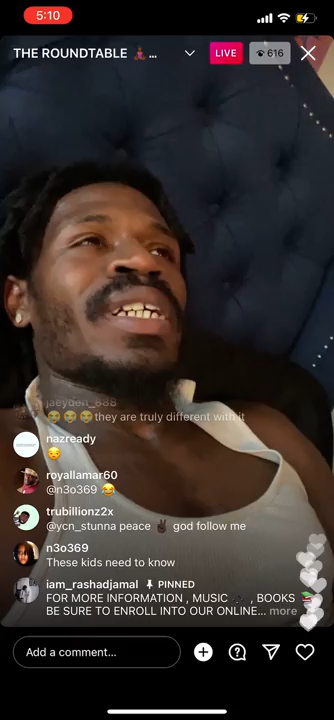 5:10
THE ROUNDTABLE 🧘🏾 ...
LIVE
616
jaeyden_888
😭😭😭they are truly different with it
nazready
😏
royallamar60
@n3o369 😂
trubillionz2x
@ycn_stunna peace ✌🏿 god follow me
n3o369
These kids need to know
iam_rashadjamal PINNED
FOR MORE INFORMATION , MUSIC , BOOKS 📚
BE SURE TO ENROLL INTO OUR ONLINE... more
Add a comment...